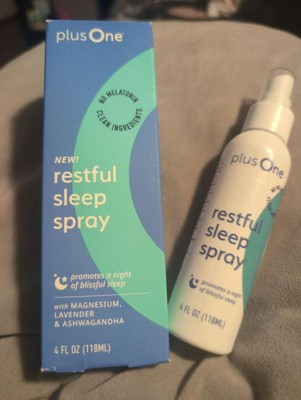 plusOne
NO MELATONIN
CLEAN INGREDIENTS
NEW!
restful
sleep
spray
promotes a night
of blissful sleep
with MAGNESIUM,
LAVENDER
& ASHWAGANDHA
4 FL OZ (118ML)
plusOne
restful
sleep
spray
promotes a night
of blissful sleep
4 FL OZ (118ML)